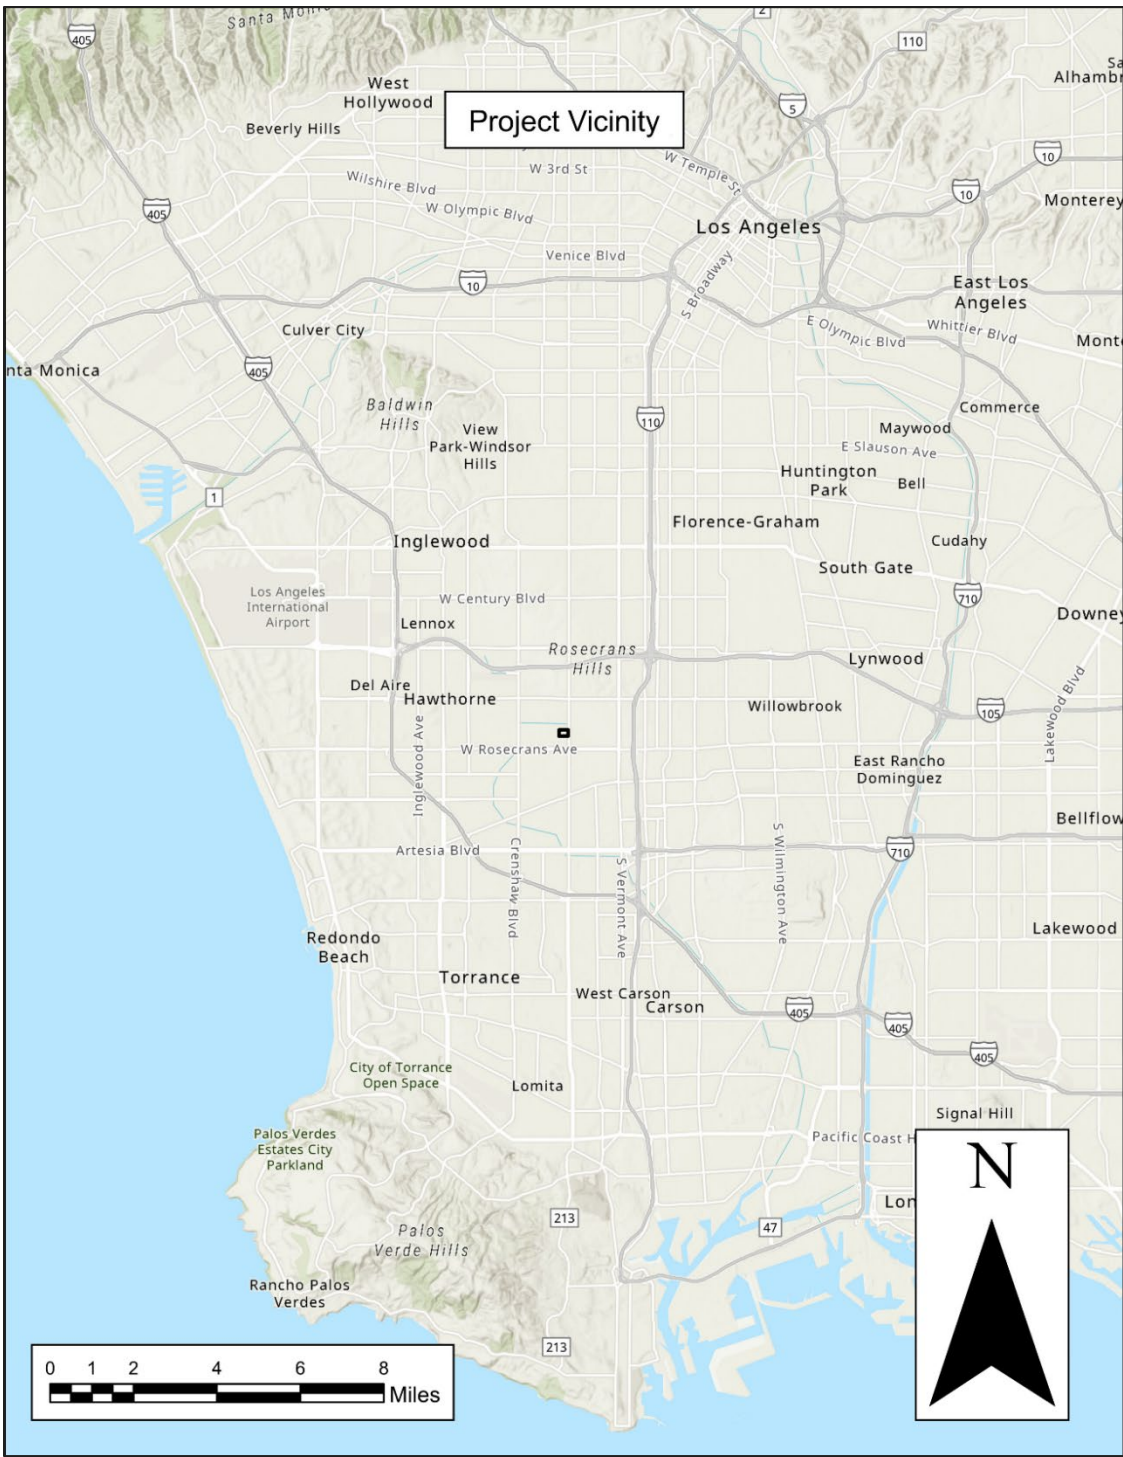 Santa Monic
405
2
110
Sa
Alhambr
West
Hollywood
5
Beverly Hills
Project Vicinity
10
W 3rd St
W Temple St
Wilshire Blvd
405
W Olympic Blvd
10
Monterey
Los Angeles
Venice Blvd
10
S Broadway
East Los
Angeles
Culver City
E Olympic Blvd
Whittier Blvd
Monte
nta Monica
405
Baldwin
Hills
110
Commerce
View
Park-Windsor
Hills
Maywood
E Slauson Ave
Huntington
Park
Bell
1
Florence-Graham
Inglewood
Cudahy
South Gate
Los Angeles
International
Airport
W Century Blvd
710
Lennox
Downey
Rosecrans
Hills
Lynwood
Del Aire
Hawthorne
Willowbrook
105
Lakewood Blvd
Inglewood Ave
W Rosecrans Ave
East Rancho
Dominguez
Bellflow
Artesia Blvd
Crenshaw Blvd
S Vermont Ave
S Wilmington Ave
710
Redondo
Beach
Lakewood
Torrance
West Carson
Carson
405
405
405
City of Torrance
Open Space
Lomita
Signal Hill
Palos Verdes
Estates City
Parkland
Pacific Coast H
N
Lon
213
47
Palos
Verde Hills
Rancho Palos
Verdes
213
0 1 2 4 6 8
Miles